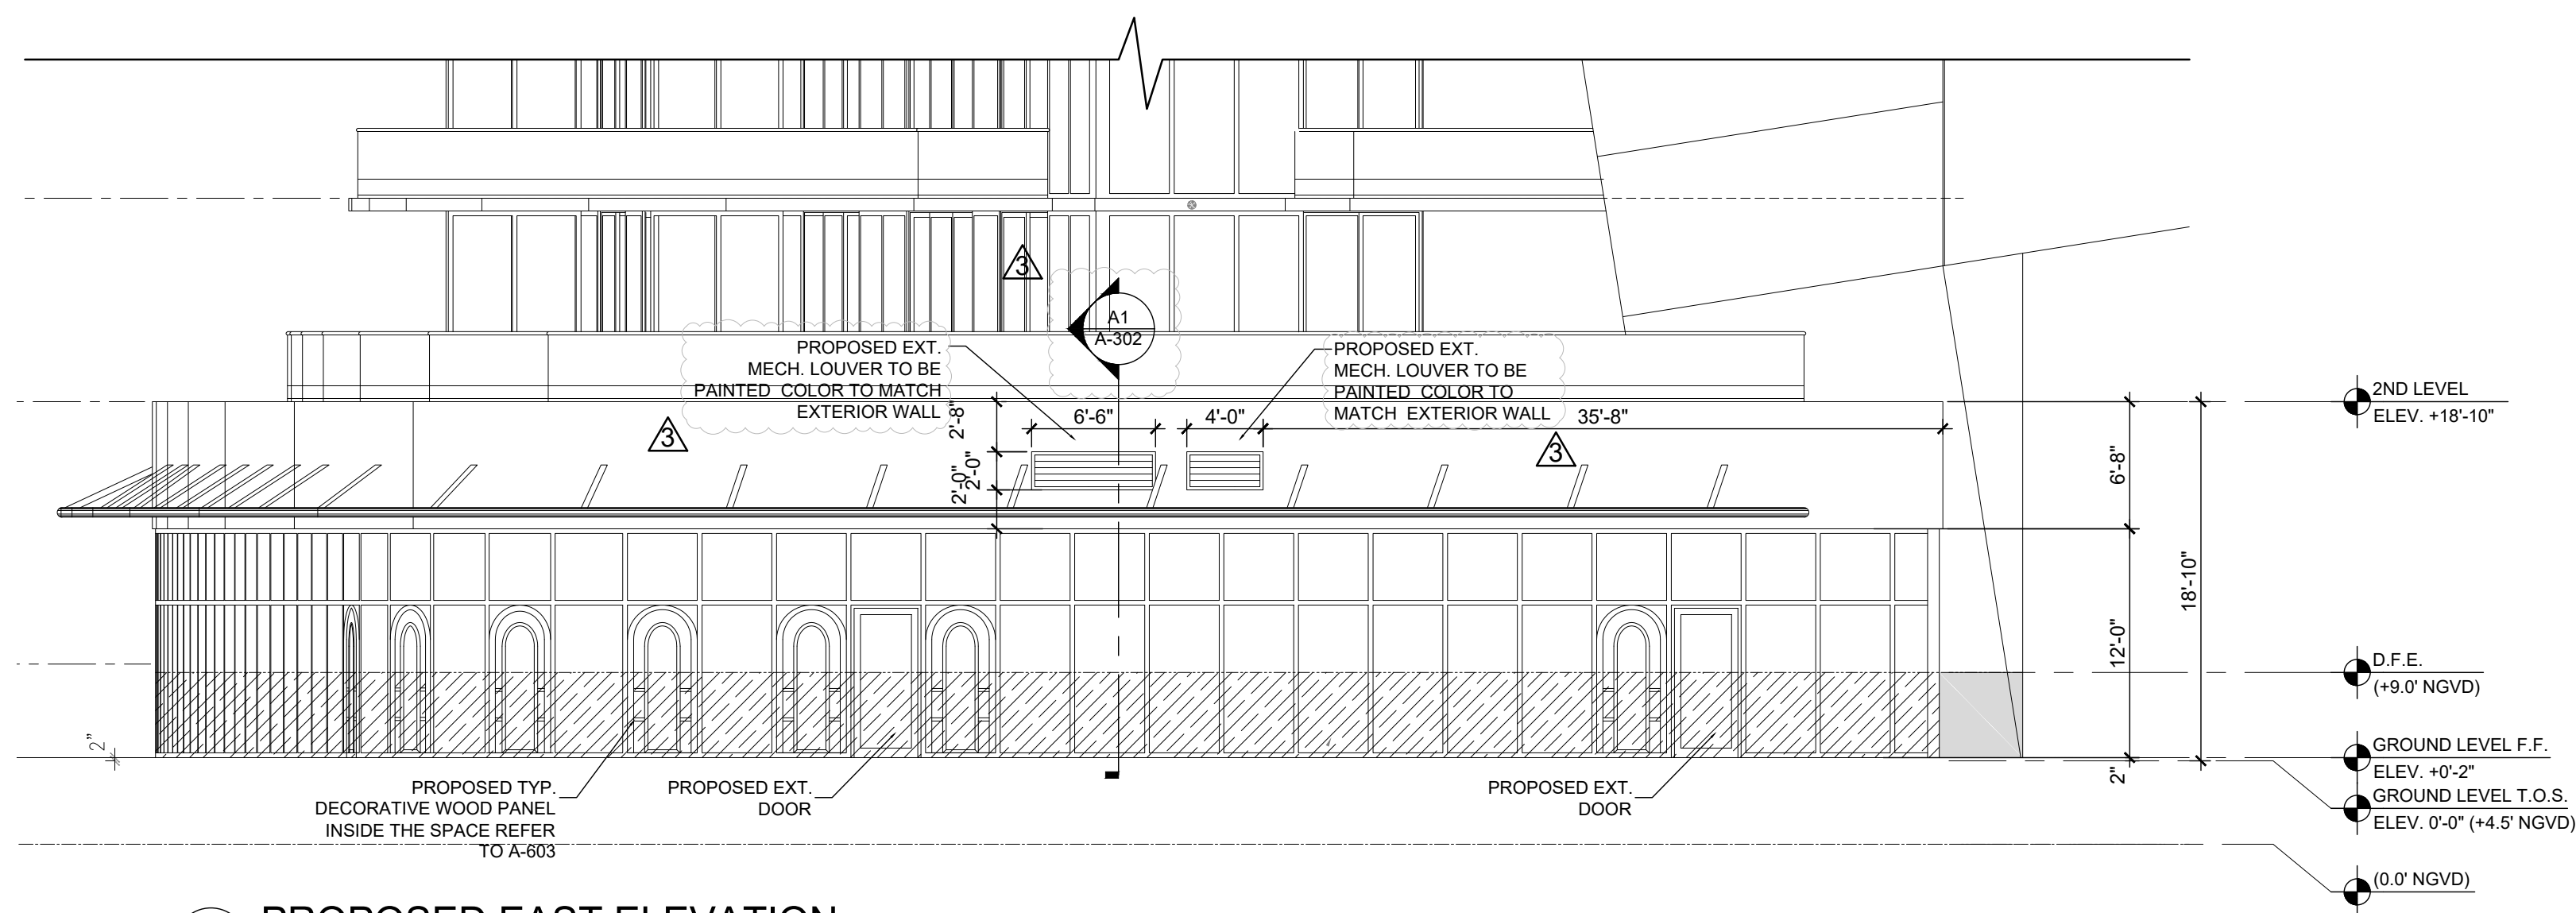 3
A1
A-302
PROPOSED EXT.
MECH. LOUVER TO BE
PAINTED COLOR TO MATCH
EXTERIOR WALL
PROPOSED EXT.
MECH. LOUVER TO BE
PAINTED COLOR TO
MATCH EXTERIOR WALL
2ND LEVEL
ELEV. +18'-10"
2'-8"
6'-6"
4'-0"
35'-8"
3
3
2'-0"
2'-0"
6'-8"
18'-10"
12'-0"
D.F.E.
(+9.0' NGVD)
2"
2"
GROUND LEVEL F.F.
ELEV. +0'-2"
GROUND LEVEL T.O.S.
ELEV. 0'-0" (+4.5' NGVD)
PROPOSED TYP.
DECORATIVE WOOD PANEL
INSIDE THE SPACE REFER
TO A-603
PROPOSED EXT.
DOOR
PROPOSED EXT.
DOOR
(0.0' NGVD)
PROPOSED EAST ELEVATION